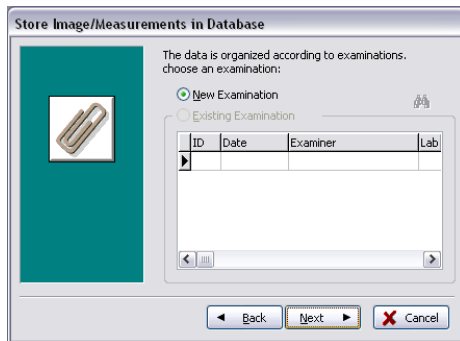 Store Image/Measurements in Database
The data is organized according to examinations.
choose an examination:
New Examination
Existing Examination
ID Date Examiner Lab
Back Next Cancel